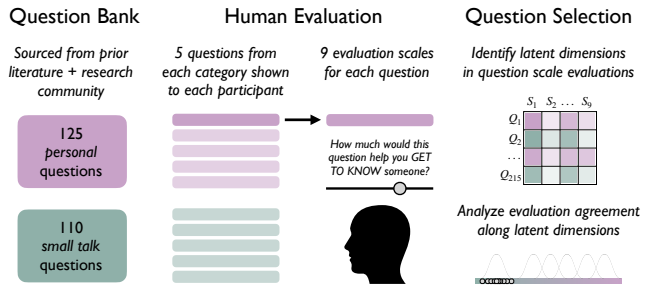 Question Bank
Sourced from prior
literature + research
community
125
personal
questions
110
small talk
questions
Human Evaluation
5 questions from
each category shown
to each participant
9 evaluation scales
for each question
How much would this
question help you GET
TO KNOW someone?
Question Selection
Identify latent dimensions
in question scale evaluations
S1 S2 ... S9
Q1
Q2
...
Q215
Analyze evaluation agreement
along latent dimensions